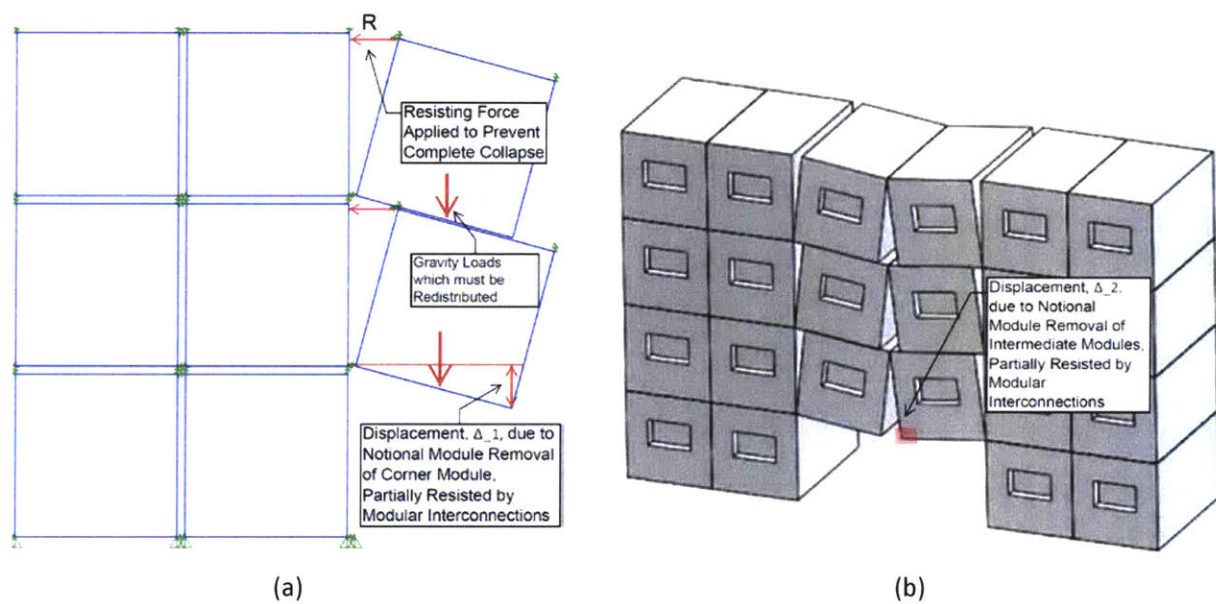 R
Resisting Force
Applied to Prevent
Complete Collapse
Gravity Loads
which must be
Redistributed
Displacement, Δ_1, due to
Notional Module Removal
of Corner Module,
Partially Resisted by
Modular Interconnections
(a)
Displacement, Δ_2,
due to Notional
Module Removal of
Intermediate Modules,
Partially Resisted by
Modular
Interconnections
(b)